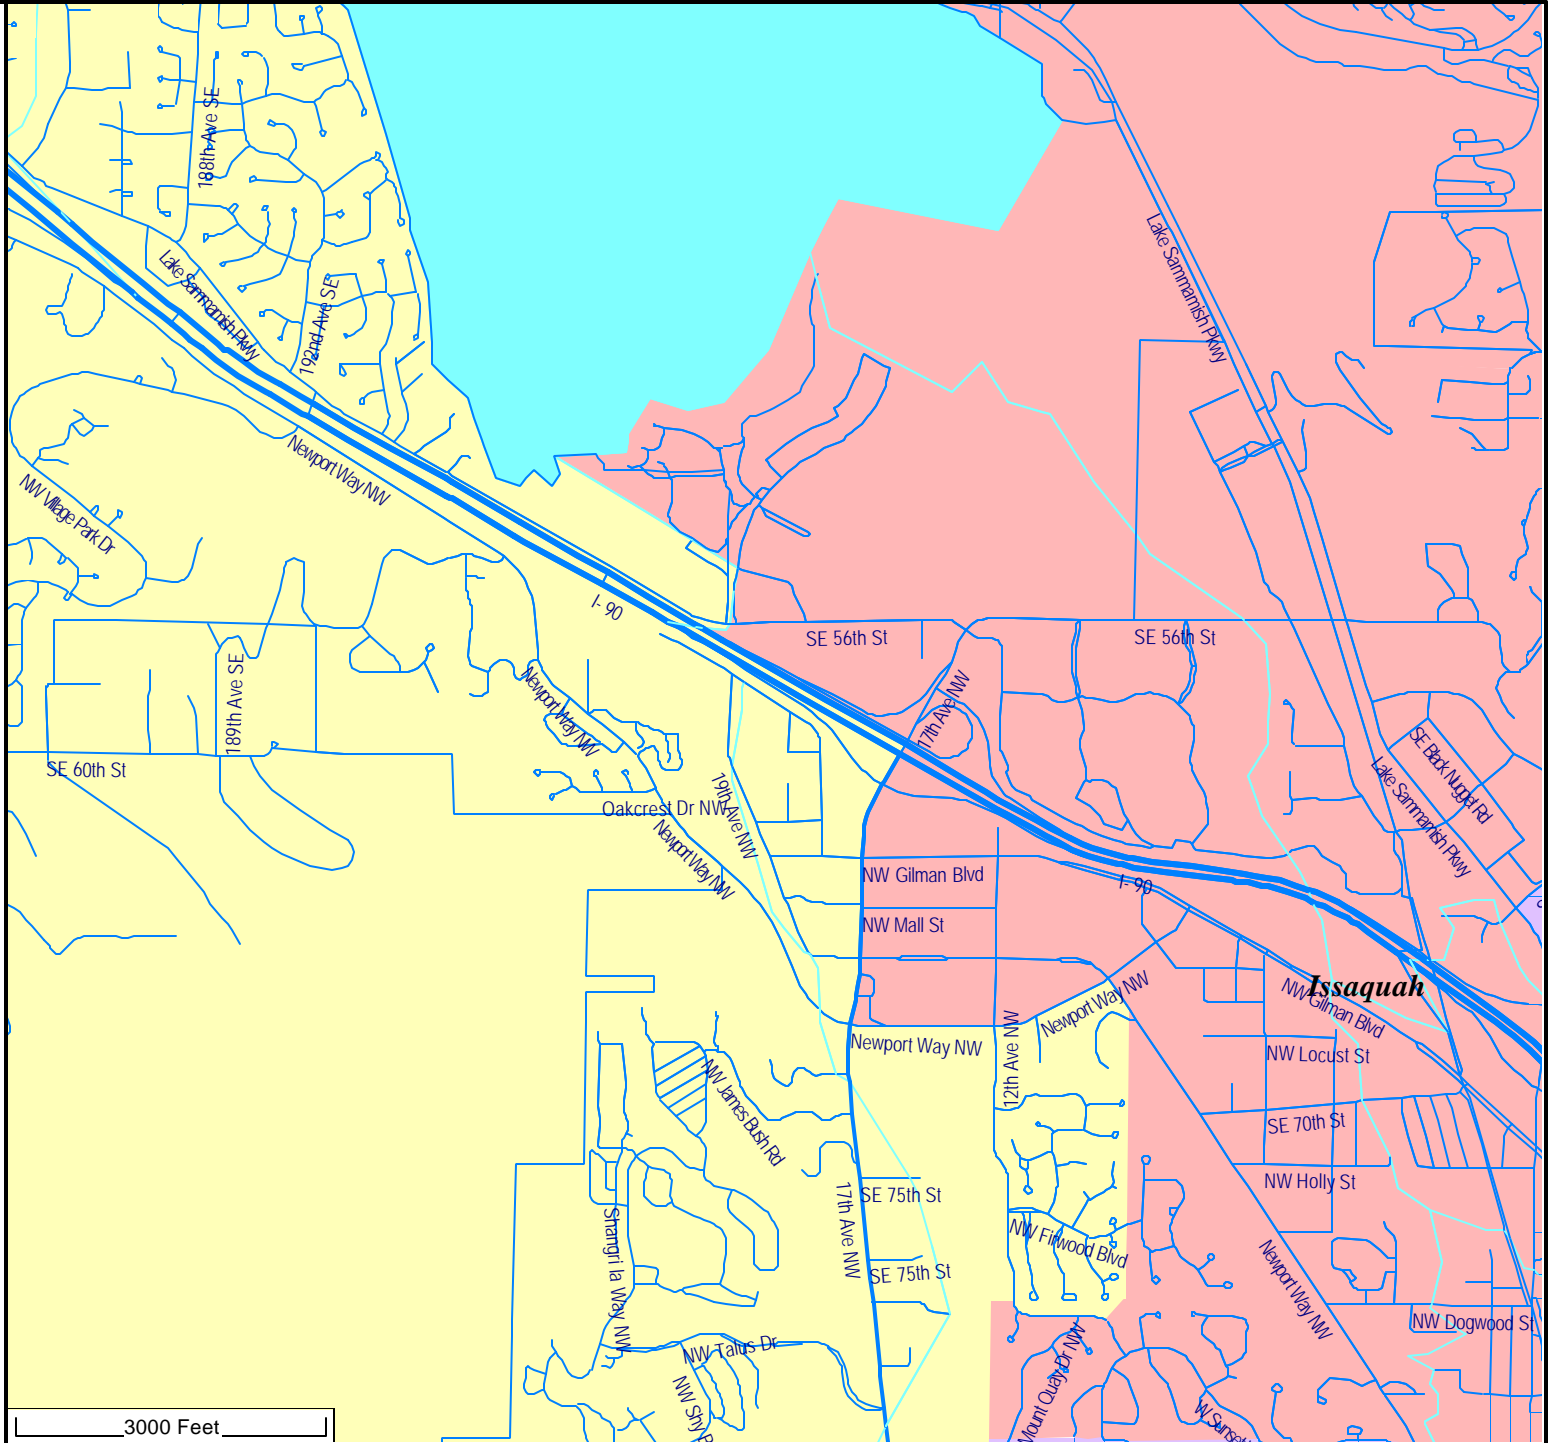 188th Ave SE
Lake Sammamish Pkwy
Lake Sammamish Pkwy
192nd Ave SE
Newport Way NW
NW Village Park Dr
I- 90
SE 56th St
SE 56th St
189th Ave SE
Newport Way NW
17th Ave NW
SE Black Nugget Rd
SE 60th St
Lake Sammamish Pkwy
19th Ave NW
Oakcrest Dr NW
Newport Way NW
NW Gilman Blvd
I- 90
NW Mall St
Issaquah
Newport Way NW
NW Gilman Blvd
Newport Way NW
12th Ave NW
NW Locust St
NW James Bush Rd
SE 70th St
NW Holly St
SE 75th St
17th Ave NW
Shangri la Way NW
NW Firwood Blvd
SE 75th St
Newport Way NW
NW Dogwood St
NW Talus Dr
Mount Quay Dr NW
NW Shy
W Sunset
3000 Feet